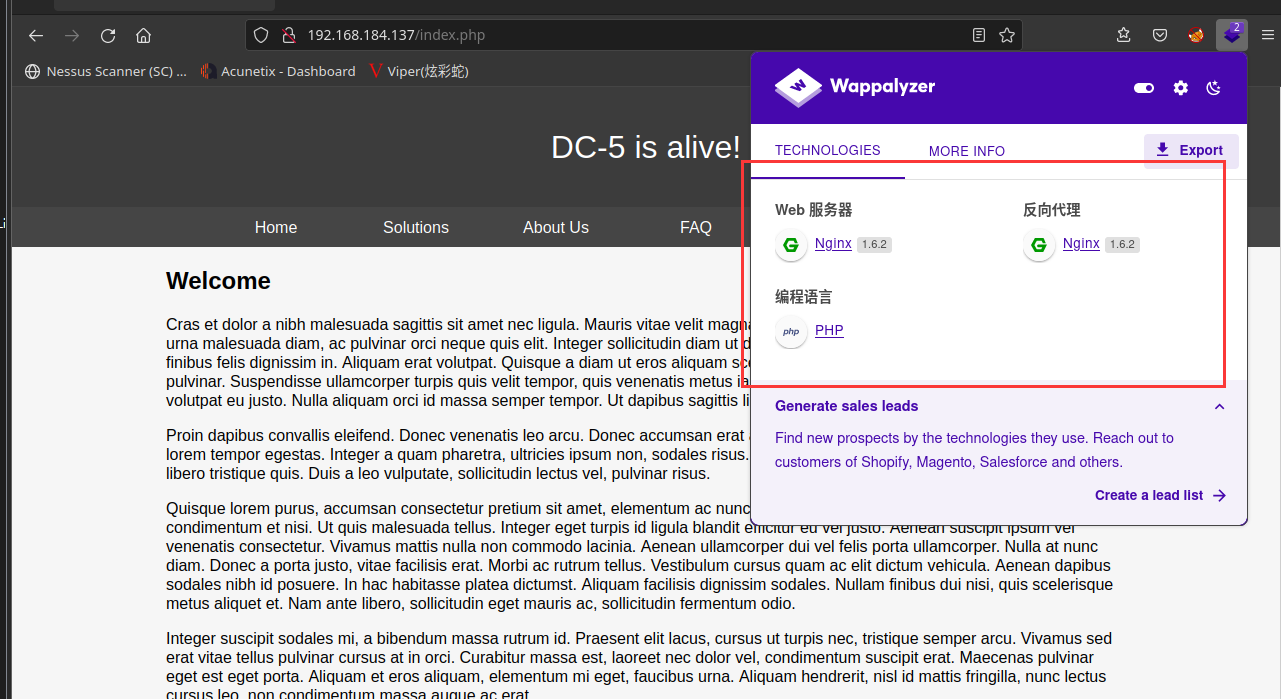 192.168.184.137/index.php
2
Nessus Scanner (SC) ...
Acunetix - Dashboard
Viper(炫彩蛇)
DC-5 is alive!
Home
Solutions
About Us
FAQ
Welcome
Cras et dolor a nibh malesuada sagittis sit amet nec ligula. Mauris vitae velit
urna malesuada diam, ac pulvinar orci neque quis elit. Integer sollicitudin diam ut
finibus felis dignissim in. Aliquam erat volutpat. Quisque a diam ut eros aliquam
pulvinar. Suspendisse ullamcorper turpis quis velit tempor, quis venenatis metus
volutpat eu justo. Nulla aliquam orci id massa semper tempor. Ut dapibus sagittis
Proin dapibus convallis eleifend. Donec venenatis leo arcu. Donec accumsan erat
lorem tempor egestas. Integer a quam pharetra, ultricies ipsum non, sodales risus.
libero tristique quis. Duis a leo vulputate, sollicitudin lectus vel, pulvinar risus.
Quisque lorem purus, accumsan consectetur pretium sit amet, elementum ac nunc
condimentum et nisi. Ut quis malesuada tellus. Integer eget turpis id ligula blandit efficitur eu vel justo. Aenean suscipit ipsum vel
venenatis consectetur. Vivamus mattis nulla non commodo lacinia. Aenean ullamcorper dui vel felis porta ullamcorper. Nulla at nunc
diam. Donec a porta justo, vitae facilisis erat. Morbi ac rutrum tellus. Vestibulum cursus quam ac elit dictum vehicula. Aenean dapibus
sodales nibh id posuere. In hac habitasse platea dictumst. Aliquam facilisis dignissim sodales. Nullam finibus dui nisi, quis scelerisque
metus aliquet et. Nam ante libero, sollicitudin eget mauris ac, sollicitudin fermentum odio.
Integer suscipit sodales mi, a bibendum massa rutrum id. Praesent elit lacus, cursus ut turpis nec, tristique semper arcu. Vivamus sed
erat vitae tellus pulvinar cursus at in orci. Curabitur massa est, laoreet nec dolor vel, condimentum suscipit erat. Maecenas pulvinar
eget est eget porta. Aliquam et eros aliquam, elementum mi eget, faucibus urna. Aliquam hendrerit, nisl id mattis fringilla, nunc lectus
cursus leo, non condimentum massa augue ac erat.
Wappalyzer
TECHNOLOGIES
MORE INFO
Export
Web 服务器
Nginx 1.6.2
反向代理
Nginx 1.6.2
编程语言
php PHP
Generate sales leads
Find new prospects by the technologies they use. Reach out to
customers of Shopify, Magento, Salesforce and others.
Create a lead list